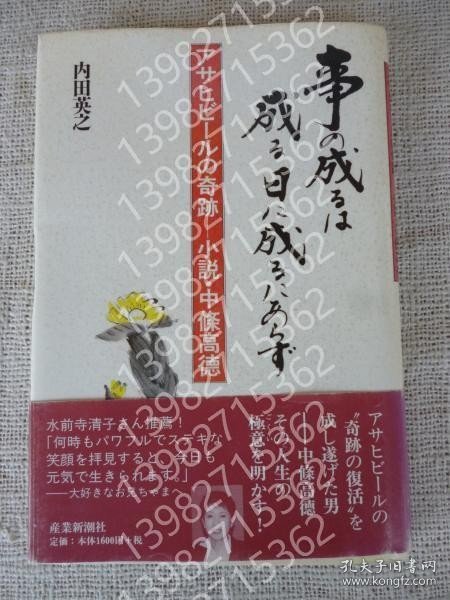 事の成るは
成る日に成るにあらず
アサヒビールの奇跡 小説・中條高德
内田英之
アサヒビールの
“奇跡の復活”を
成し遂げた男
——中條高德
その人生の
極意を明かす！
水前寺清子さん推薦！
「何時もパワフルでステキな
笑顔を拝見すると、今日も
元気で生きられます。」
——大好きなお兄ちゃまへ
産業新潮社
定価：本体1600円+税
13982715362
孔夫子旧书网
www.kongfz.com